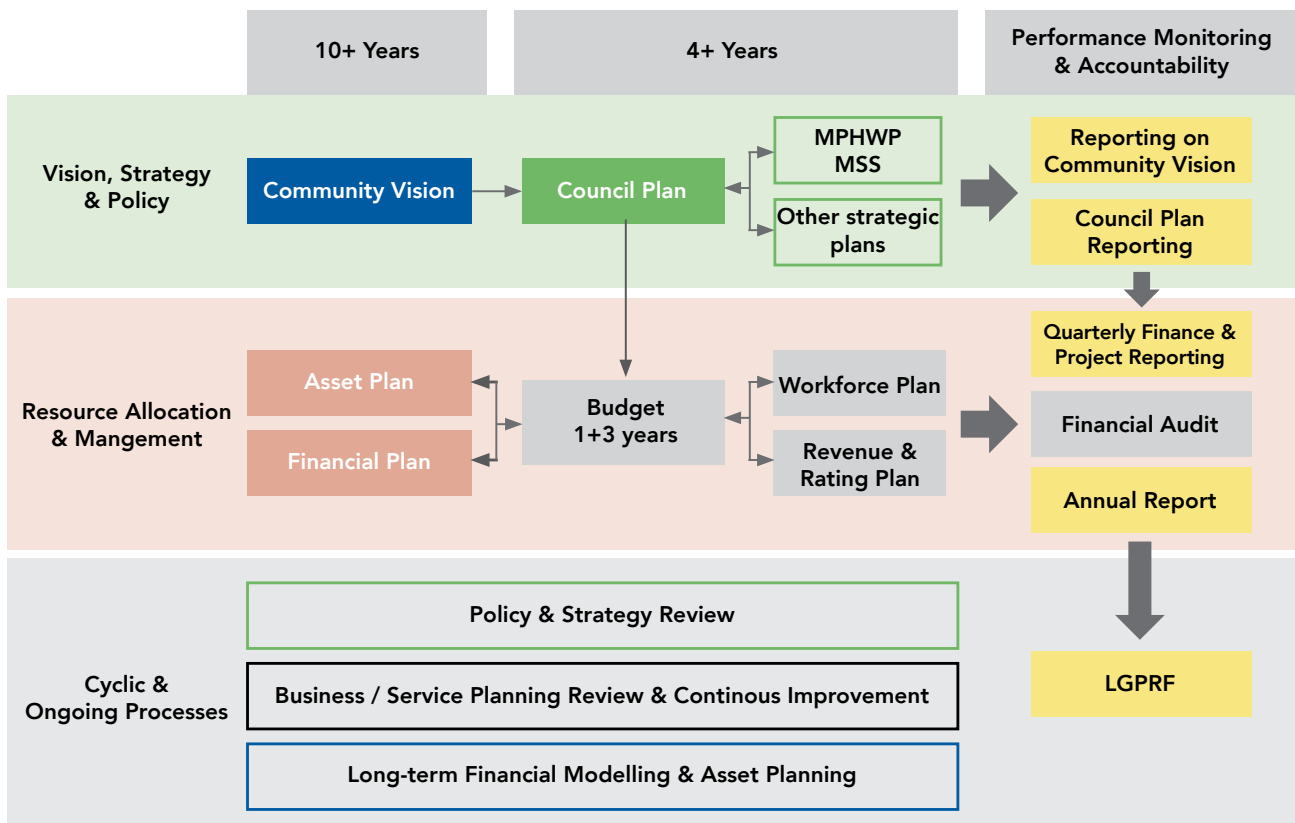 10+ Years
4+ Years
Performance Monitoring
& Accountability
Vision, Strategy
& Policy
Community Vision
Council Plan
MPHWP
MSS
Other strategic
plans
Reporting on
Community Vision
Council Plan
Reporting
Resource Allocation
& Mangement
Asset Plan
Financial Plan
Budget
1+3 years
Workforce Plan
Revenue &
Rating Plan
Quarterly Finance &
Project Reporting
Financial Audit
Annual Report
Cyclic &
Ongoing Processes
Policy & Strategy Review
Business / Service Planning Review & Continous Improvement
Long-term Financial Modelling & Asset Planning
LGPRF